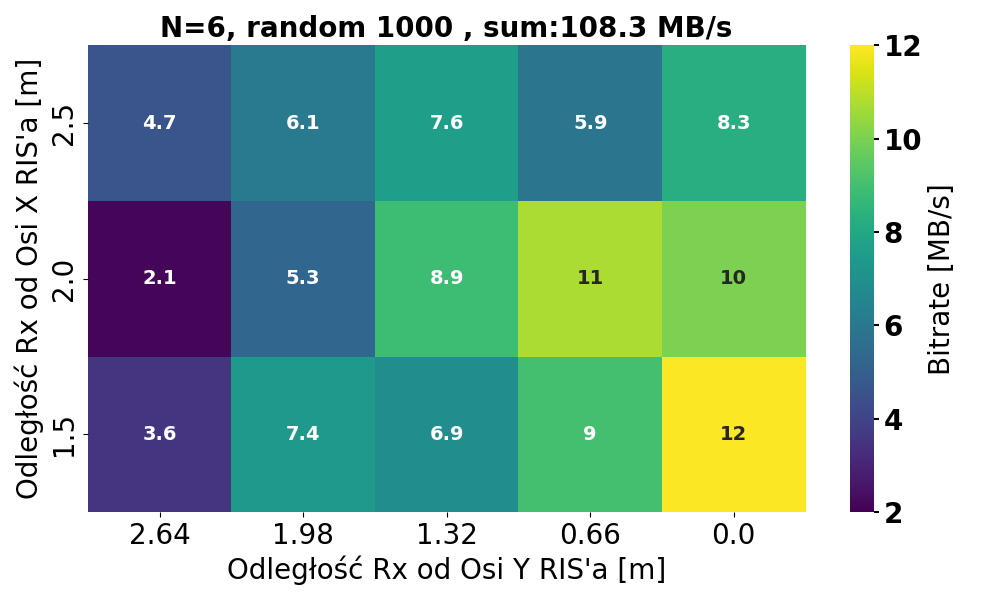 N=6, random 1000 , sum:108.3 MB/s
Odległość Rx od Osi X RIS'a [m]
2.5
4.7 6.1 7.6 5.9 8.3
2.0
2.1 5.3 8.9 11 10
1.5
3.6 7.4 6.9 9 12
2.64 1.98 1.32 0.66 0.0
Odległość Rx od Osi Y RIS'a [m]
12
10
8
6
4
2
Bitrate [MB/s]